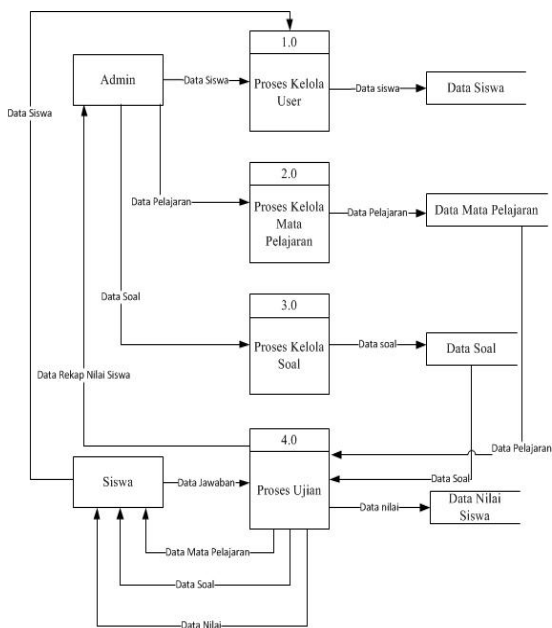 1.0
Admin
Data Siswa
Proses Kelola
User
Data siswa
Data Siswa
Data Siswa
2.0
Data Pelajaran
Proses Kelola
Mata
Pelajaran
Data Pelajaran
Data Mata Pelajaran
3.0
Data Soal
Proses Kelola
Soal
Data soal
Data Soal
Data Rekap Nilai Siswa
4.0
Data Pelajaran
Siswa
Data Jawaban
Proses Ujian
Data Soal
Data nilai
Data Nilai
Siswa
Data Mata Pelajaran
Data Soal
Data Nilai